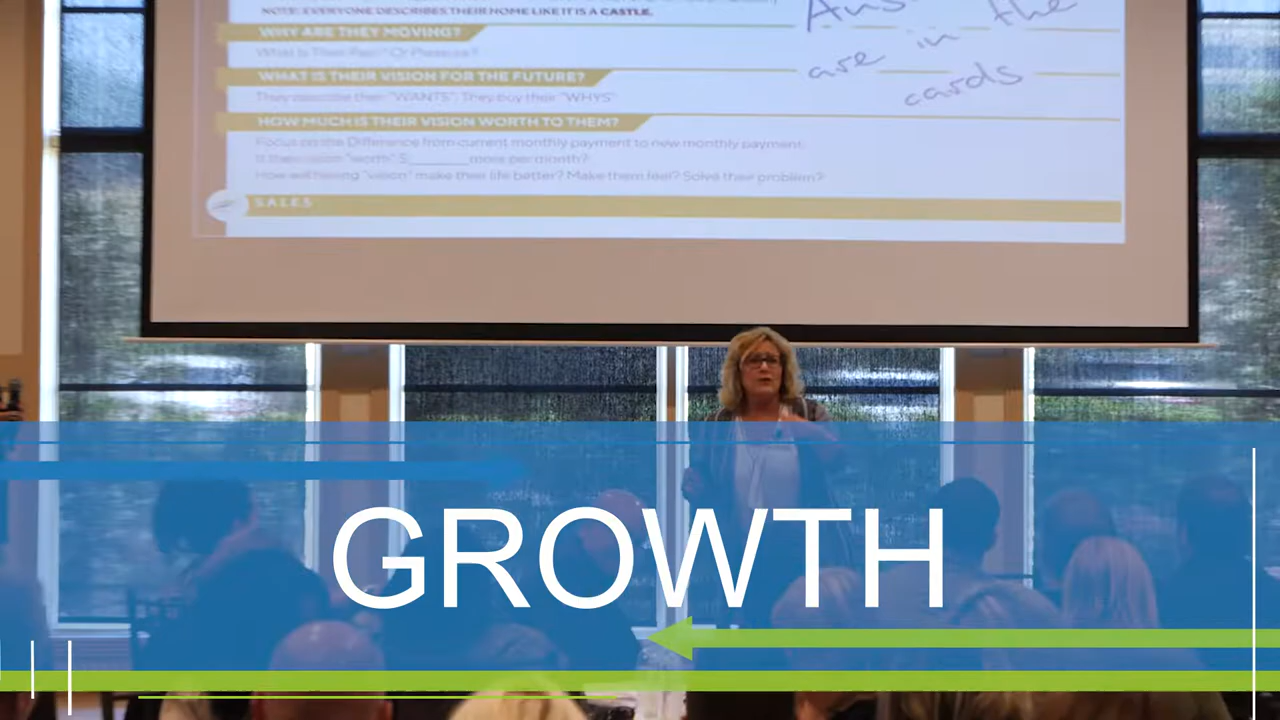 NOTE: EVERYONE DESCRIBES THEIR HOME LIKE IT IS A CASTLE.
WHY ARE THEY MOVING?
What Is Their Pain? Or Pleasure?
WHAT IS THEIR VISION FOR THE FUTURE?
They describe their "WANTS". They buy their "WHYS"
HOW MUCH IS THEIR VISION WORTH TO THEM?
Focus on the Difference from current monthly payment to new monthly payment.
Is their vision "worth" $_______ more per month?
How will having "vision" make their life better? Make them feel? Solve their problem?
SALES
are in the
cards
GROWTH